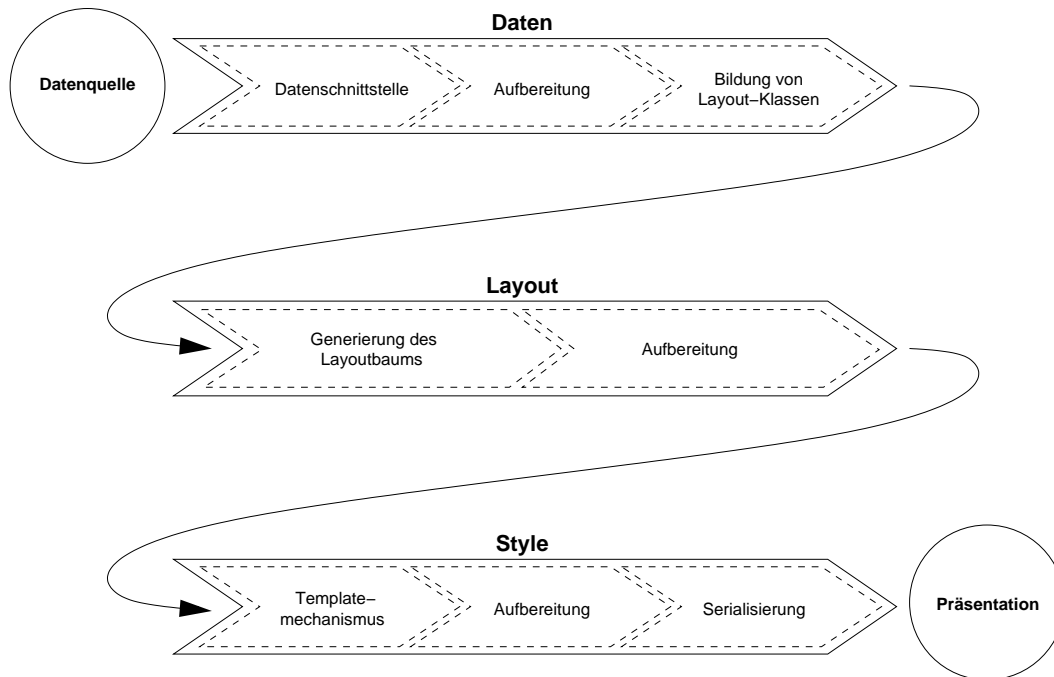 Daten
Datenquelle
Datenschnittstelle
Aufbereitung
Bildung von
Layout−Klassen
Layout
Generierung des
Layoutbaums
Aufbereitung
Style
Template−
mechanismus
Aufbereitung
Serialisierung
Präsentation